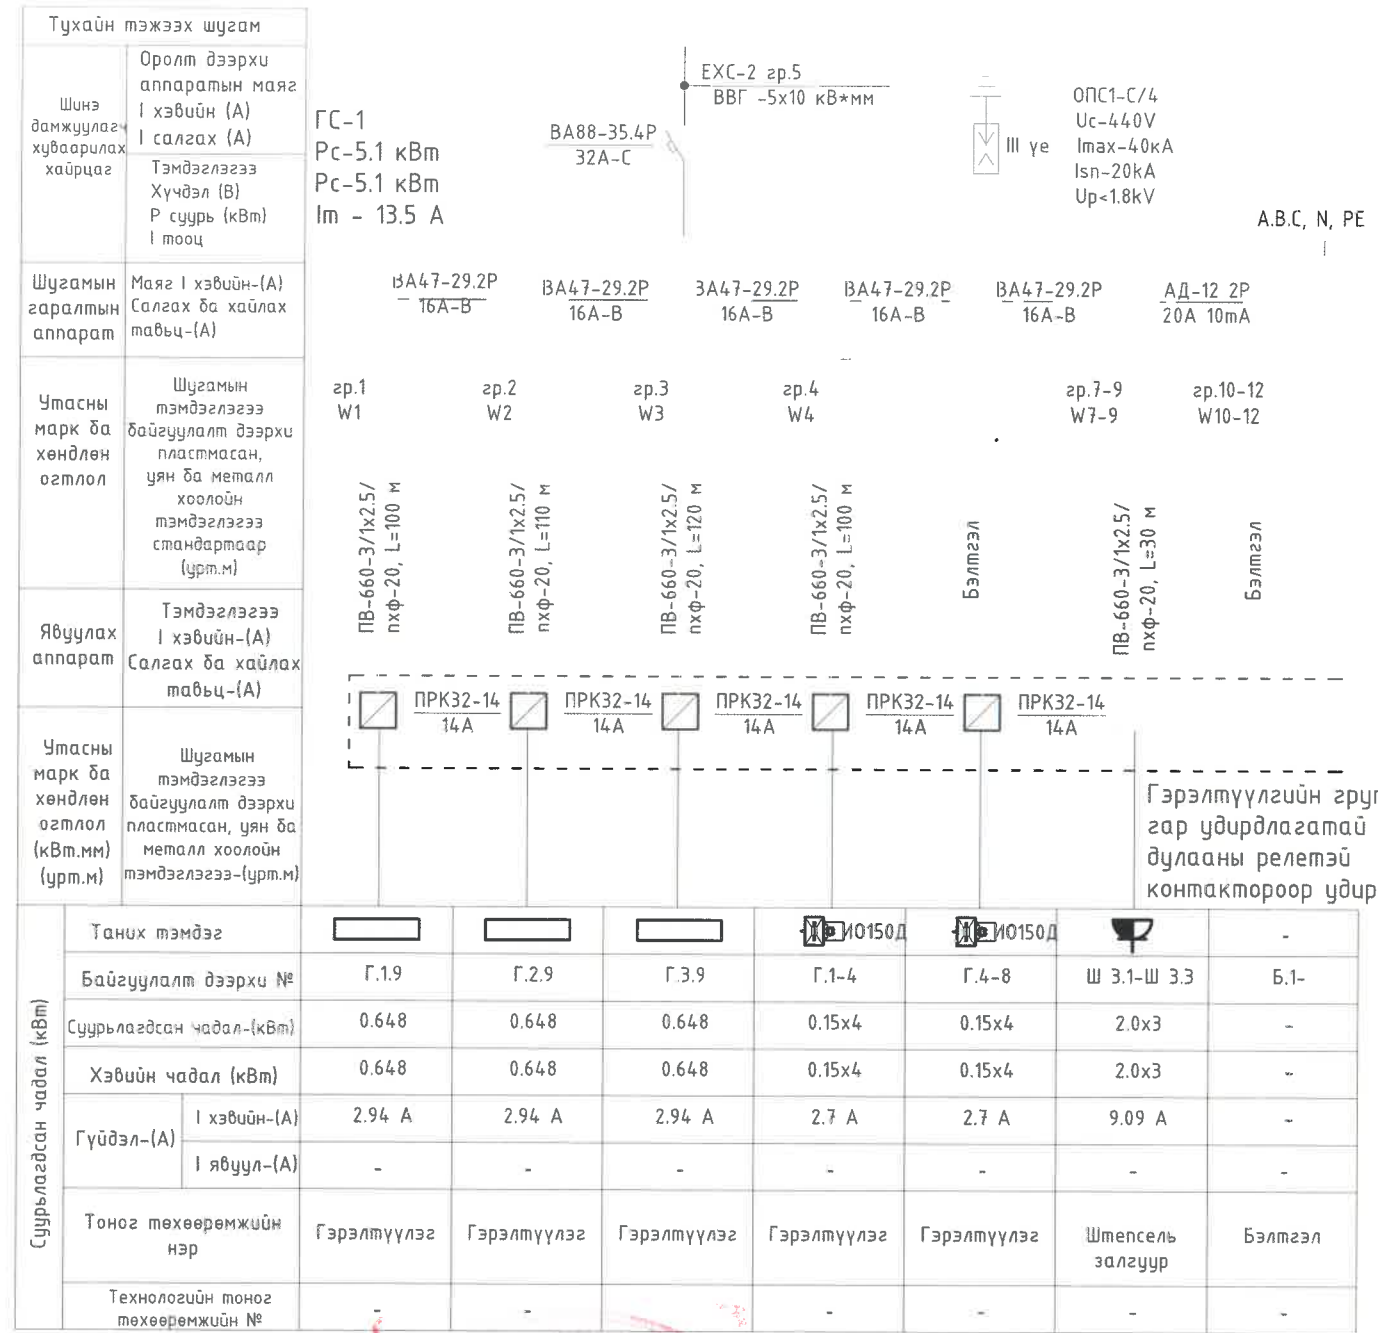 Тухайн тэжээх шугам
Шинэ
дамжуулагч
хуваарилах
хайрцаг
Оролт дээрхи
аппаратын маяг
I хэвийн (А)
I салгах (А)
Тэмдэглэгээ
Хүчдэл (В)
Р суурь (кВт)
I тооц
ГС-1
Рс-5.1 кВт
Рс-5.1 кВт
Im - 13.5 А
ВА88-35.4Р
32А-С
ЕХС-2 гр.5
ВВГ -5х10 кВ*мм
III үе
ОПС1-С/4
Uc-440V
Imax-40кА
Isn-20kA
Up<1.8kV
A.B.C, N, PE
Шугамын
гаралтын
аппарат
Маяг I хэвийн-(А)
Салгах ба хайлах
тавьц-(А)
ВА47-29.2Р
16А-В
ВА47-29.2Р
16А-В
ВА47-29.2Р
16А-В
ВА47-29.2Р
16А-В
ВА47-29.2Р
16А-В
АД-12 2Р
20А 10mA
Утасны
марк ба
хөндлөн
огтлол
Шугамын
тэмдэглэгээ
байгуулалт дээрхи
пластмасан,
уян ба металл
хоолойн
тэмдэглэгээ
стандартаар
(урт.м)
гр.1
W1
гр.2
W2
гр.3
W3
гр.4
W4
гр.7-9
W7-9
гр.10-12
W10-12
ПВ-660-3/1х2.5/
пхф-20, L=100 м
ПВ-660-3/1х2.5/
пхф-20, L=110 м
ПВ-660-3/1х2.5/
пхф-20, L=120 м
ПВ-660-3/1х2.5/
пхф-20, L=100 м
Бэлтгэл
ПВ-660-3/1х2.5/
пхф-20, L=30 м
Бэлтгэл
Явуулах
аппарат
Тэмдэглэгээ
I хэвийн-(А)
Салгах ба хайлах
тавьц-(А)
ПРК32-14
14А
ПРК32-14
14А
ПРК32-14
14А
ПРК32-14
14А
ПРК32-14
14А
Утасны
марк ба
хөндлөн
огтлол
(кВт.мм)
(урт.м)
Шугамын
тэмдэглэгээ
байгуулалт дээрхи
пластмасан, уян ба
металл хоолойн
тэмдэглэгээ-(урт.м)
Гэрэлтүүлгийн груп
гар удирдлагатай
дулааны релетэй
контактороор удир
Суурьлагдсан чадал (кВт)
Таних тэмдэг
ИО150Д
ИО150Д
-
Байгуулалт дээрхи №
Г.1.9
Г.2.9
Г.3.9
Г.1-4
Г.4-8
Ш 3.1-Ш 3.3
Б.1-
Суурьлагдсан чадал-(кВт)
0.648
0.648
0.648
0.15х4
0.15х4
2.0х3
-
Хэвийн чадал (кВт)
0.648
0.648
0.648
0.15х4
0.15х4
2.0х3
-
Гүйдэл-(А)
I хэвийн-(А)
2.94 А
2.94 А
2.94 А
2.7 А
2.7 А
9.09 А
-
I явуул-(А)
-
-
-
-
-
-
-
Тоног төхөөрөмжийн
нэр
Гэрэлтүүлэг
Гэрэлтүүлэг
Гэрэлтүүлэг
Гэрэлтүүлэг
Гэрэлтүүлэг
Штепсель
залгуур
Бэлтгэл
Технологийн тоног
төхөөрөмжийн №
-
-
-
-
-
-
-